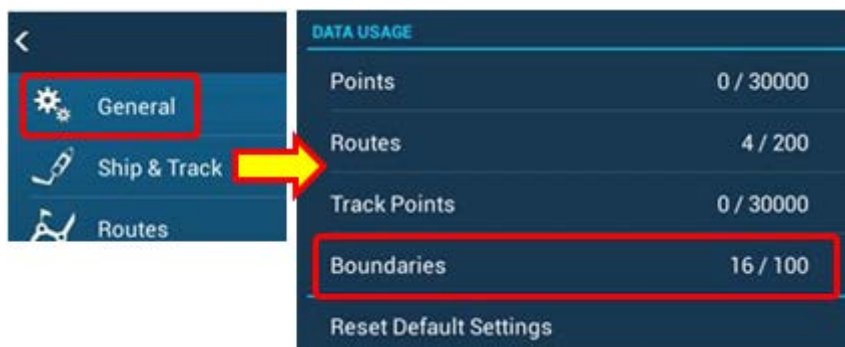 General
Ship & Track
Routes
DATA USAGE
Points 0 / 30000
Routes 4 / 200
Track Points 0 / 30000
Boundaries 16 / 100
Reset Default Settings